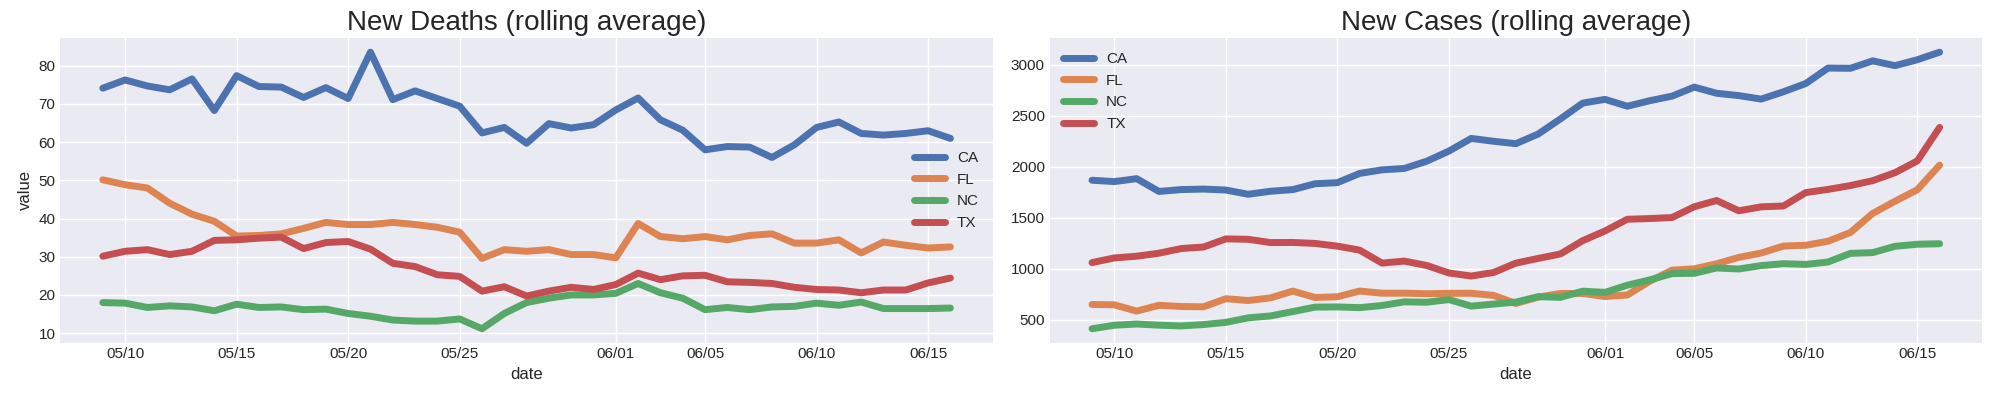 New Deaths (rolling average)
80
70
60
50
40
30
20
10
value
CA
FL
NC
TX
05/10 05/15 05/20 05/25 06/01 06/05 06/10 06/15
date
New Cases (rolling average)
CA
FL
NC
TX
3000
2500
2000
1500
1000
500
05/10 05/15 05/20 05/25 06/01 06/05 06/10 06/15
date